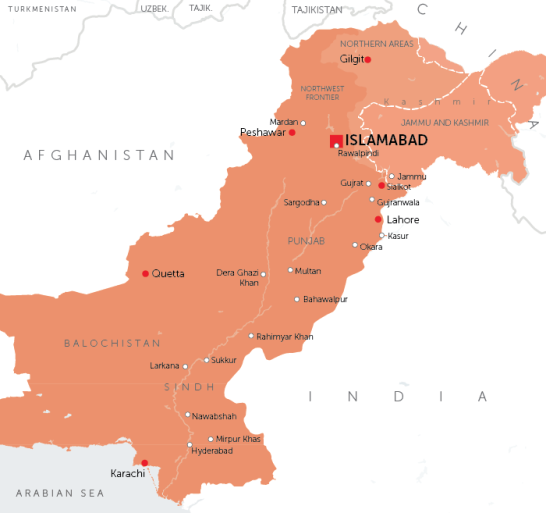 TURKMENISTAN
UZBEK.
TAJIK.
TAJIKISTAN
CHINA
NORTHERN AREAS
Gilgit
NORTHWEST
FRONTIER
Kashmir
Mardan
Peshawar
JAMMU AND KASHMIR
ISLAMABAD
Rawalpindi
AFGHANISTAN
Jammu
Gujrat
Sialkot
Sargodha
Gujranwala
Lahore
Kasur
PUNJAB
Okara
Quetta
Dera Ghazi
Khan
Multan
Bahawalpur
Rahimyar Khan
BALOCHISTAN
Sukkur
Larkana
SINDH
INDIA
Nawabshah
Mirpur Khas
Hyderabad
Karachi
ARABIAN SEA